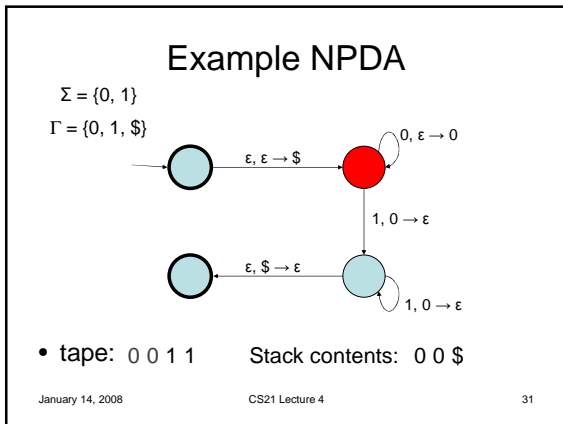 Example NPDA
Σ = {0, 1}
Γ = {0, 1, $}
ε, ε → $
0, ε → 0
1, 0 → ε
ε, $ → ε
1, 0 → ε
• tape: 0 0 1 1 Stack contents: 0 0 $
January 14, 2008 CS21 Lecture 4 31